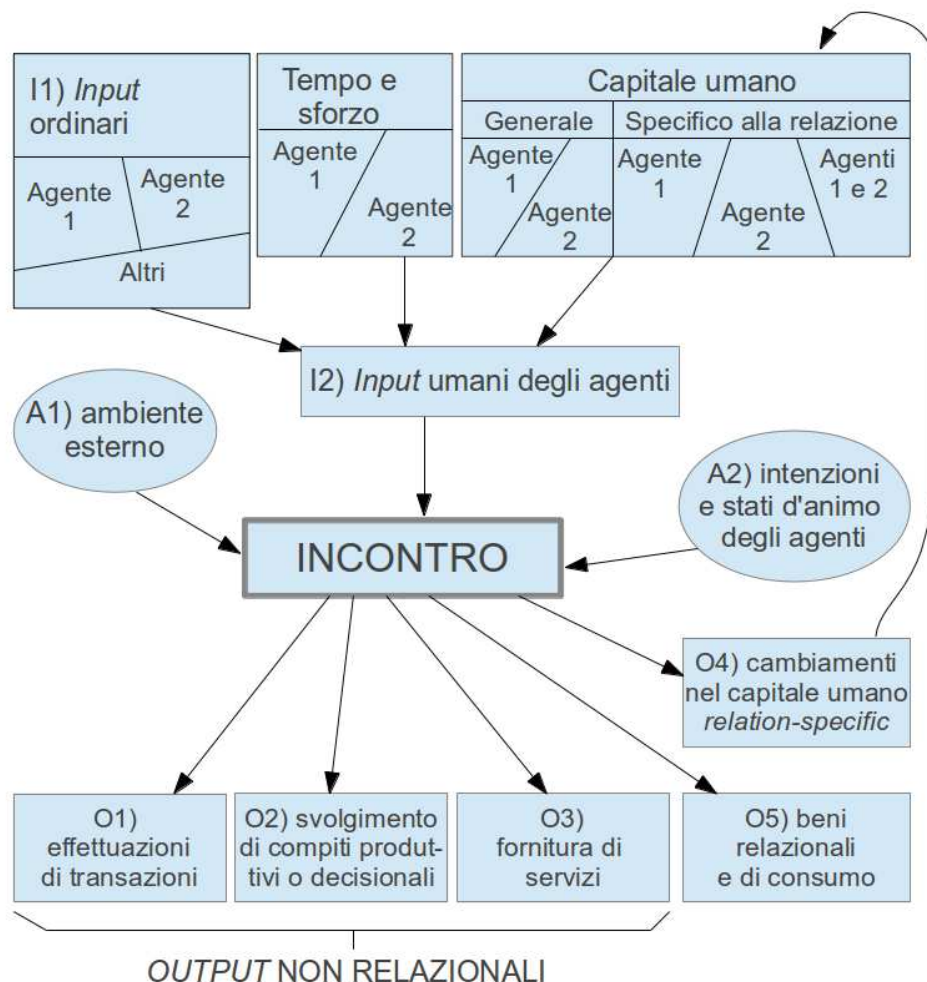 I1) Input
ordinari
Agente
1
Agente
2
Altri
Tempo e
sforzo
Agente
1
Agente
2
Capitale umano
Generale
Specifico alla relazione
Agente
1
Agente
2
Agente
1
Agente
2
Agenti
1 e 2
I2) Input umani degli agenti
A1) ambiente
esterno
A2) intenzioni
e stati d'animo
degli agenti
INCONTRO
O4) cambiamenti
nel capitale umano
relation-specific
O1)
effettuazioni
di transazioni
O2) svolgimento
di compiti produt-
tivi o decisionali
O3)
fornitura di
servizi
O5) beni
relazionali
e di consumo
OUTPUT NON RELAZIONALI